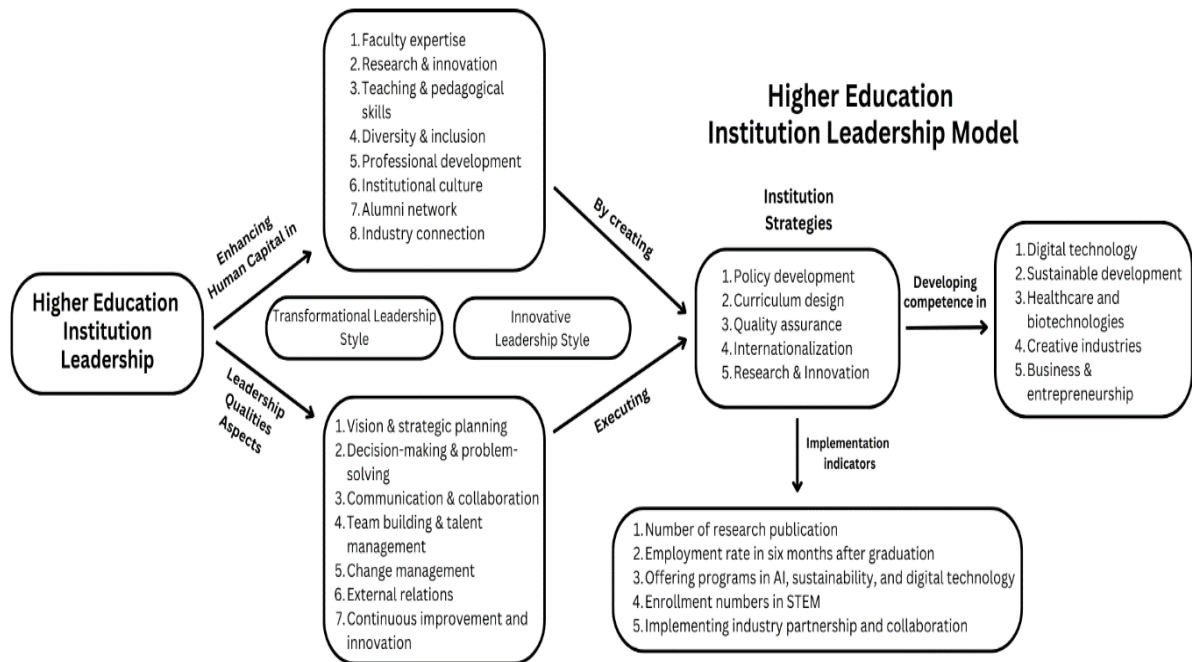 Higher Education
Institution Leadership Model
Higher Education
Institution
Leadership
Enhancing
Human Capital in
1. Faculty expertise
2. Research & innovation
3. Teaching & pedagogical
skills
4. Diversity & inclusion
5. Professional development
6. Institutional culture
7. Alumni network
8. Industry connection
Transformational Leadership
Style
Innovative
Leadership Style
Leadership
Qualities
Aspects
1. Vision & strategic planning
2. Decision-making & problem-
solving
3. Communication & collaboration
4. Team building & talent
management
5. Change management
6. External relations
7. Continuous improvement and
innovation
By creating
Executing
Institution
Strategies
1. Policy development
2. Curriculum design
3. Quality assurance
4. Internationalization
5. Research & Innovation
Developing
competence in
1. Digital technology
2. Sustainable development
3. Healthcare and
biotechnologies
4. Creative industries
5. Business &
entrepreneurship
Implementation
indicators
1. Number of research publication
2. Employment rate in six months after graduation
3. Offering programs in AI, sustainability, and digital technology
4. Enrollment numbers in STEM
5. Implementing industry partnership and collaboration